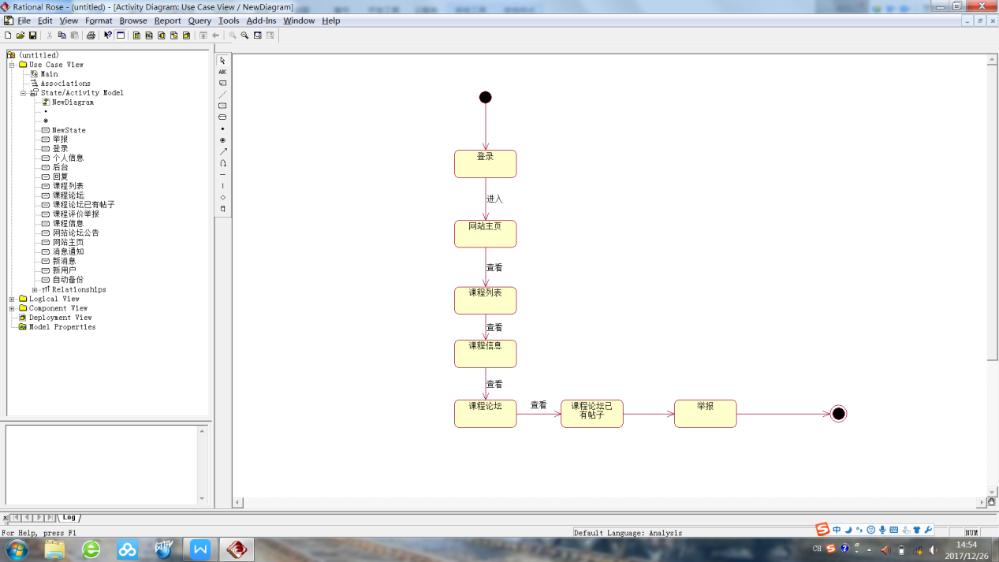 Rational Rose - (untitled) - [Activity Diagram: Use Case View / NewDiagram]
File Edit View Format Browse Report Query Tools Add-Ins Window Help
(untitled)
Use Case View
Main
Associations
State/Activity Model
NewDiagram
NewState
举报
登录
个人信息
后台
回复
课程列表
课程论坛
课程论坛已有帖子
课程评价举报
课程信息
网站论坛公告
网站主页
消息通知
新消息
新用户
自动备份
Relationships
Logical View
Component View
Deployment View
Model Properties
ABC
登录
进入
网站主页
查看
课程列表
查看
课程信息
查看
课程论坛
查看
课程论坛已
有帖子
举报
Log
For Help, press F1
Default Language: Analysis
NUM
中
CH
14:54
2017/12/26